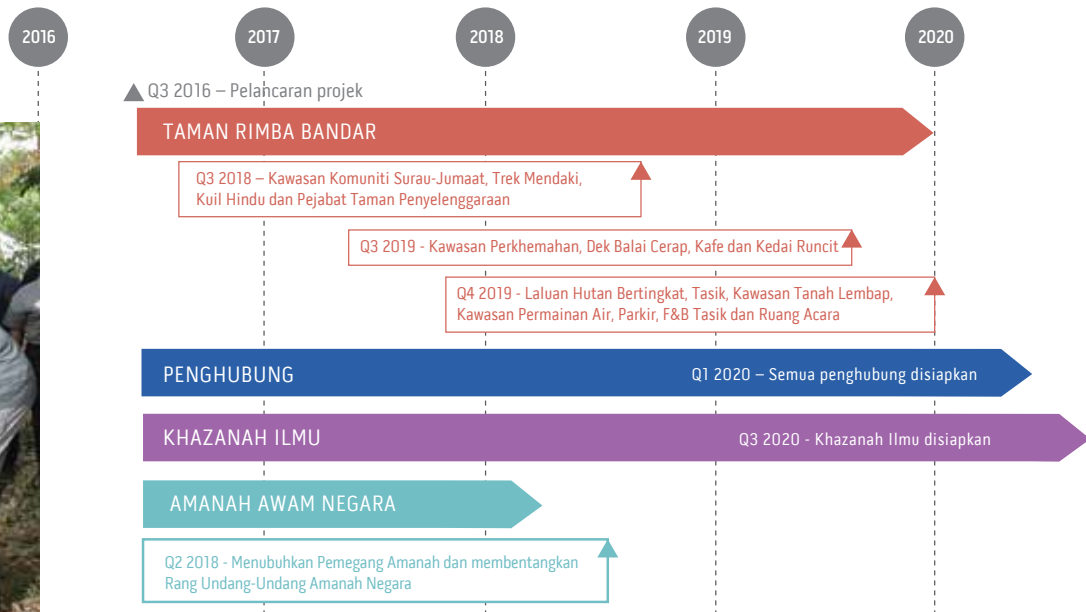 2016
2017
2018
2019
2020
Q3 2016 – Pelancaran projek
TAMAN RIMBA BANDAR
Q3 2018 – Kawasan Komuniti Surau-Jumaat, Trek Mendaki,
Kuil Hindu dan Pejabat Taman Penyelenggaraan
Q3 2019 - Kawasan Perkhemahan, Dek Balai Cerap, Kafe dan Kedai Runcit
Q4 2019 - Laluan Hutan Bertingkat, Tasik, Kawasan Tanah Lembap,
Kawasan Permainan Air, Parkir, F&B Tasik dan Ruang Acara
PENGHUBUNG
Q1 2020 – Semua penghubung disiapkan
KHAZANAH ILMU
Q3 2020 - Khazanah Ilmu disiapkan
AMANAH AWAM NEGARA
Q2 2018 - Menubuhkan Pemegang Amanah dan membentangkan
Rang Undang-Undang Amanah Negara